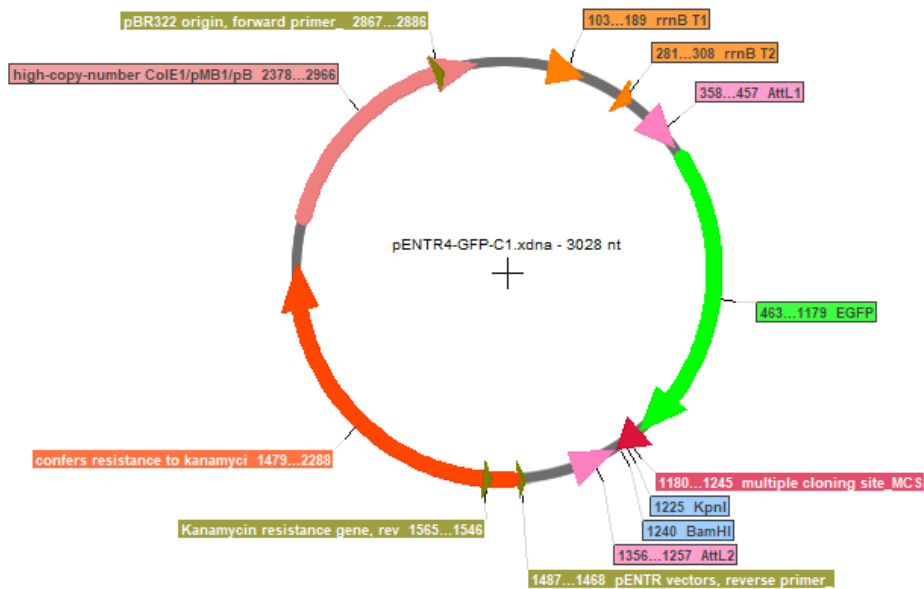 pBR322 origin, forward primer_ 2867...2886
103...189 rrnB T1
281...308 rrnB T2
high-copy-number ColE1/pMB1/pB 2378...2966
358...457 AttL1
pENTR4-GFP-C1.xdna - 3028 nt
463...1179 EGFP
confers resistance to kanamyci 1479...2288
1180...1245 multiple cloning site_MCS
1225 KpnI
Kanamycin resistance gene, rev 1565...1546
1240 BamHI
1356...1257 AttL2
1487...1468 pENTR vectors, reverse primer_